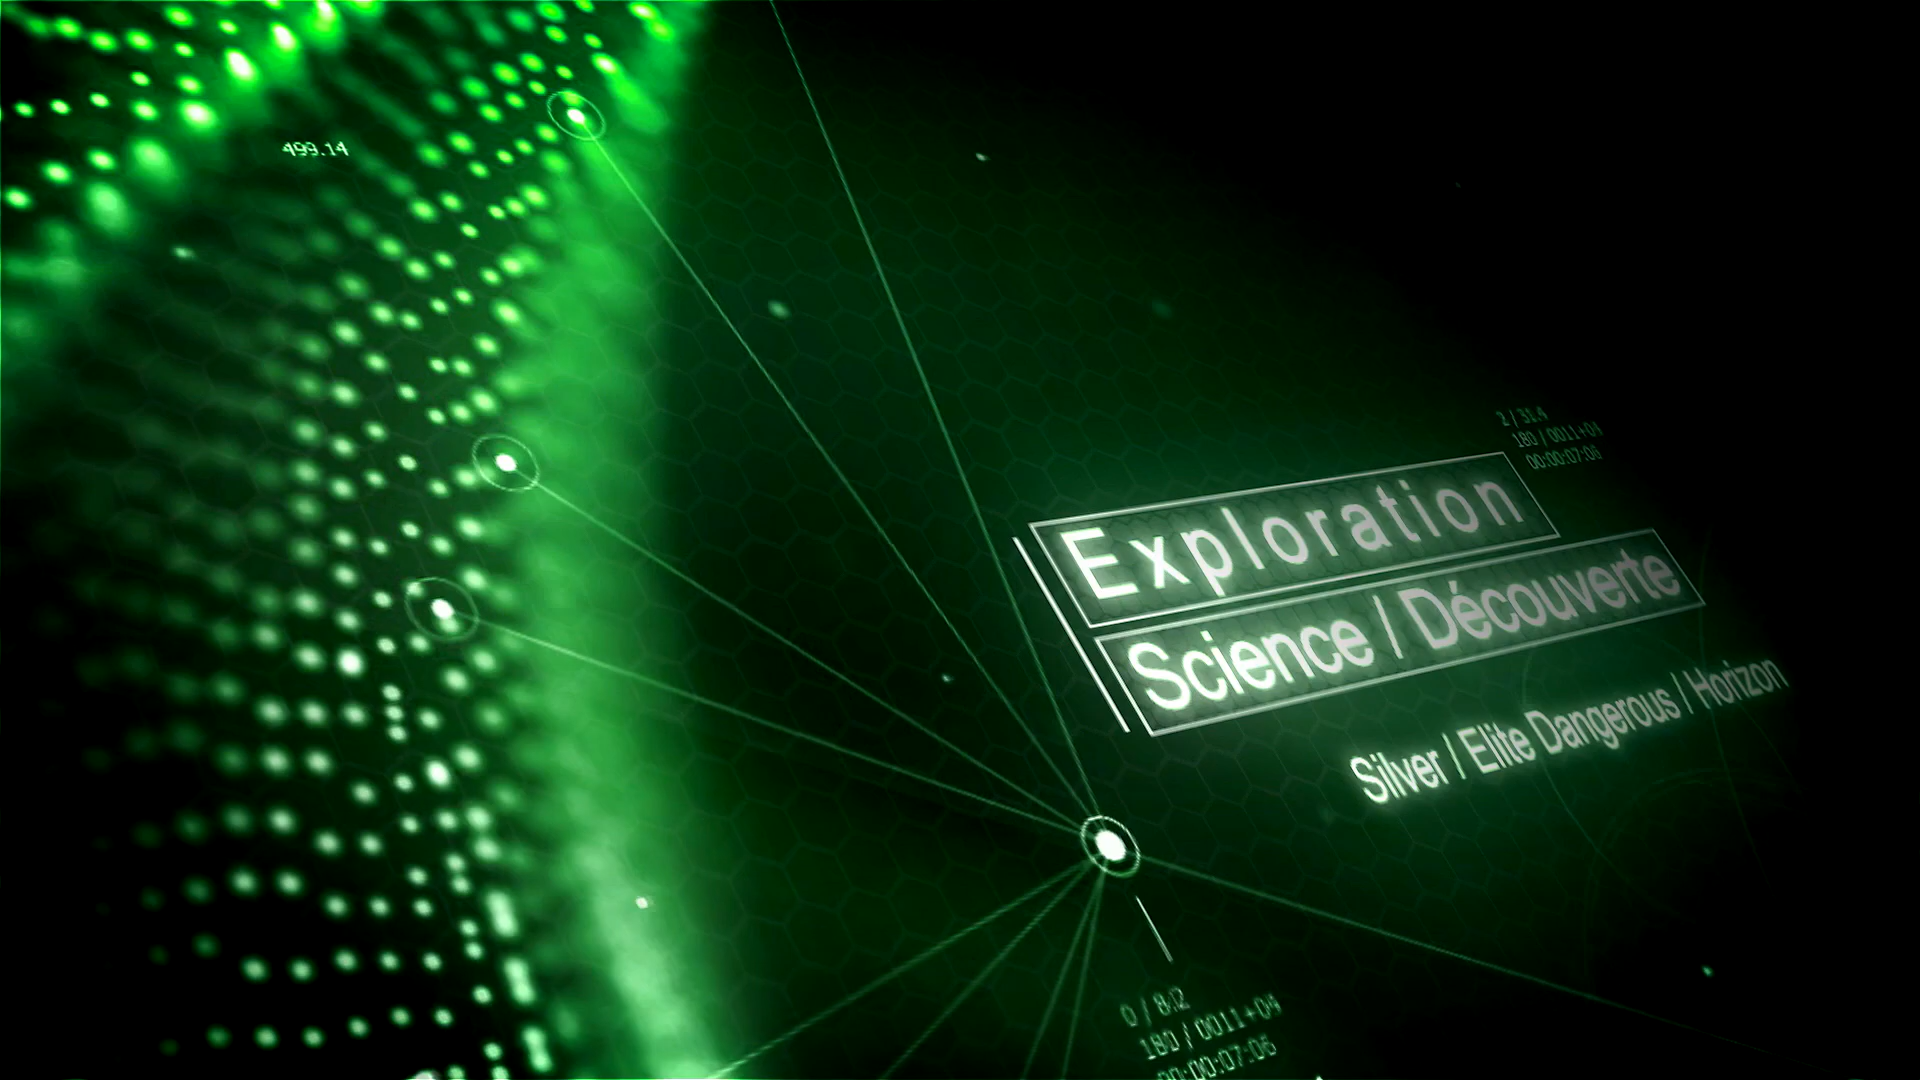 499.14
2 / 31.4
180 / 0011+04
00:00:07:06
Exploration
Science / Découverte
Silver / Elite Dangerous / Horizon
0 / 8.2
180 / 0011+04
00:00:07:06